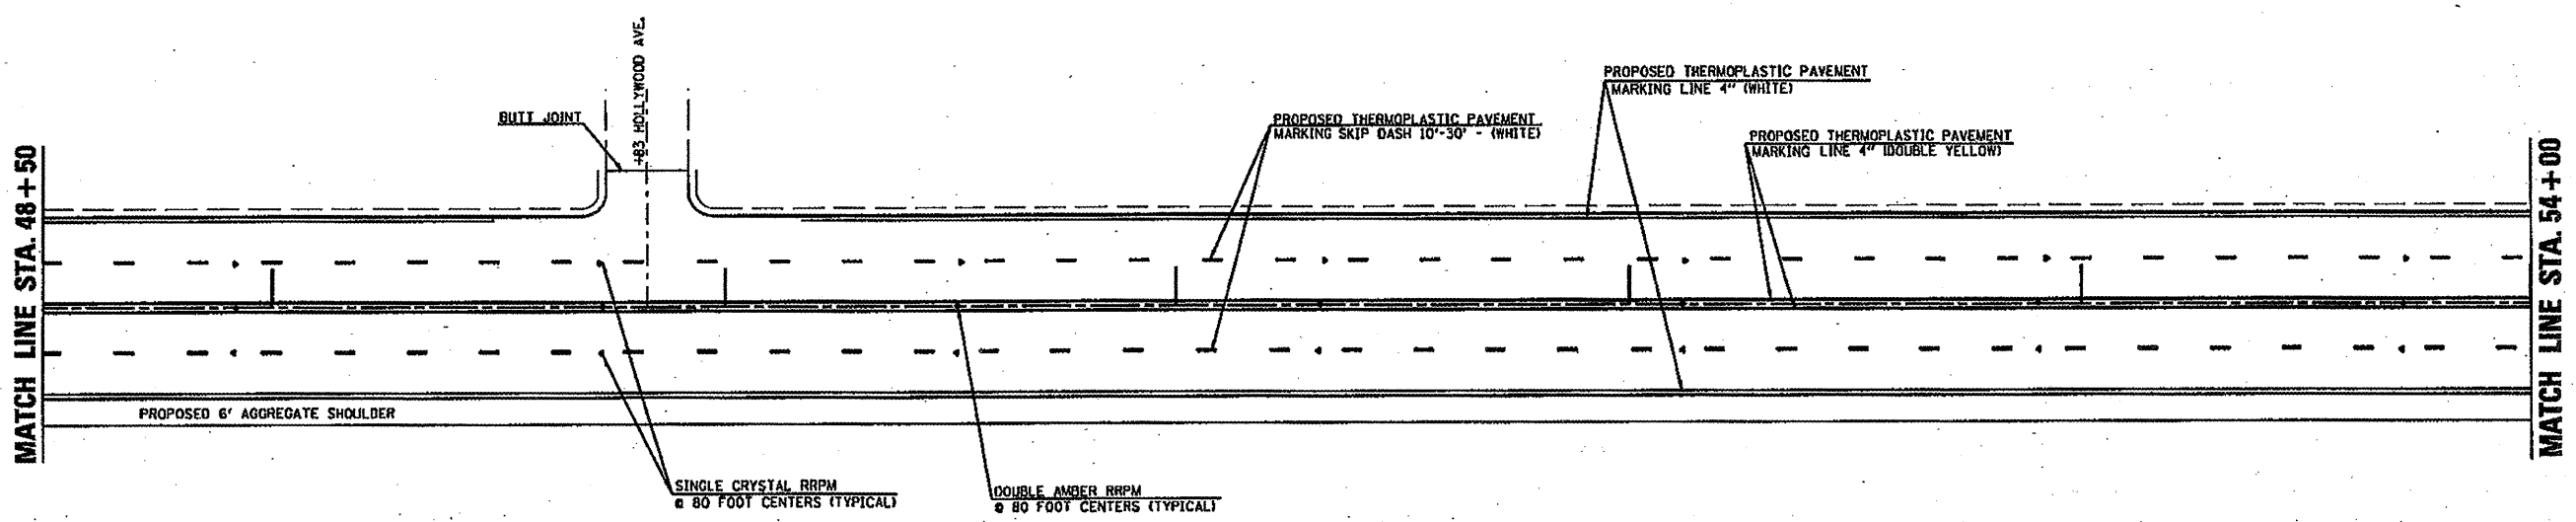 MATCH LINE STA. 48+50
BUTT JOINT
+83 HOLLYWOOD AVE.
PROPOSED THERMOPLASTIC PAVEMENT
MARKING SKIP DASH 10'-30' - (WHITE)
PROPOSED THERMOPLASTIC PAVEMENT
MARKING LINE 4" (WHITE)
PROPOSED THERMOPLASTIC PAVEMENT
MARKING LINE 4" (DOUBLE YELLOW)
MATCH LINE STA. 54+00
PROPOSED 6' AGGREGATE SHOULDER
SINGLE CRYSTAL RRPM
@ 80 FOOT CENTERS (TYPICAL)
DOUBLE AMBER RRPM
@ 80 FOOT CENTERS (TYPICAL)